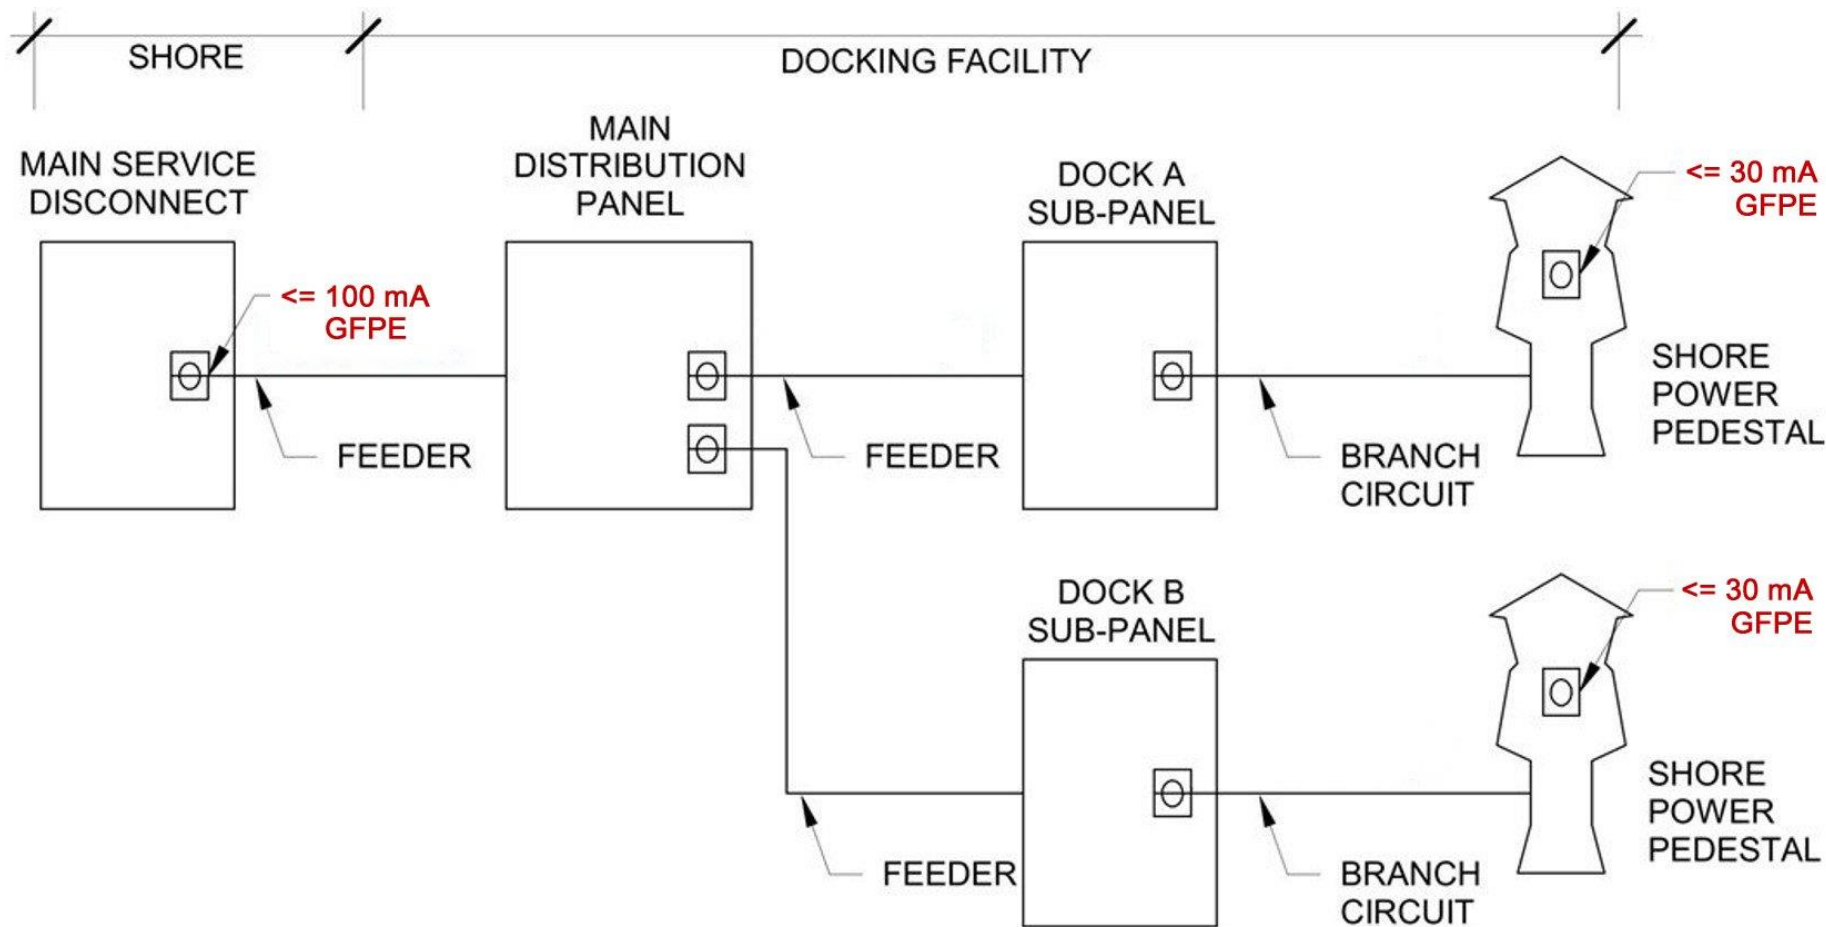 SHORE
DOCKING FACILITY
MAIN SERVICE
DISCONNECT
MAIN
DISTRIBUTION
PANEL
DOCK A
SUB-PANEL
<= 30 mA
GFPE
<= 100 mA
GFPE
FEEDER
FEEDER
BRANCH
CIRCUIT
SHORE
POWER
PEDESTAL
DOCK B
SUB-PANEL
<= 30 mA
GFPE
FEEDER
BRANCH
CIRCUIT
SHORE
POWER
PEDESTAL